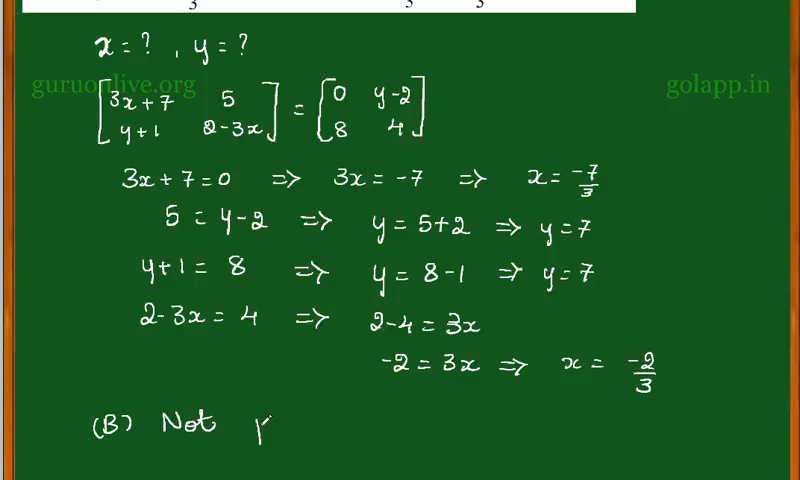 x = ? , y = ?
guruonlive.org
golapp.in
[3x+7 5] = [0 y-2]
[y+1 2-3x] [8 4]
3x+7=0 => 3x = -7 => x = -7/3
5 = y-2 => y = 5+2 => y = 7
y+1 = 8 => y = 8-1 => y = 7
2-3x = 4 => 2-4 = 3x
-2 = 3x => x = -2/3
(B) Not